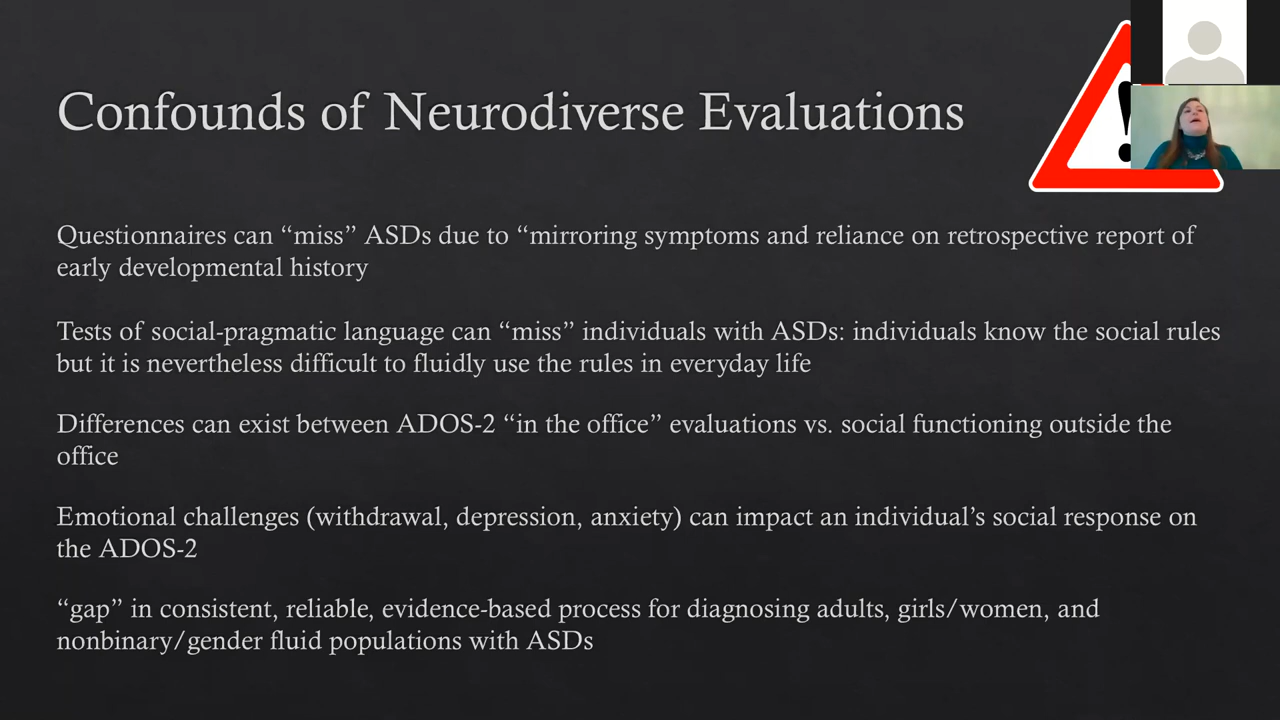 Confounds of Neurodiverse Evaluations
Questionnaires can “miss” ASDs due to “mirroring symptoms and reliance on retrospective report of
early developmental history
Tests of social-pragmatic language can “miss” individuals with ASDs: individuals know the social rules
but it is nevertheless difficult to fluidly use the rules in everyday life
Differences can exist between ADOS-2 “in the office” evaluations vs. social functioning outside the
office
Emotional challenges (withdrawal, depression, anxiety) can impact an individual’s social response on
the ADOS-2
“gap” in consistent, reliable, evidence-based process for diagnosing adults, girls/women, and
nonbinary/gender fluid populations with ASDs